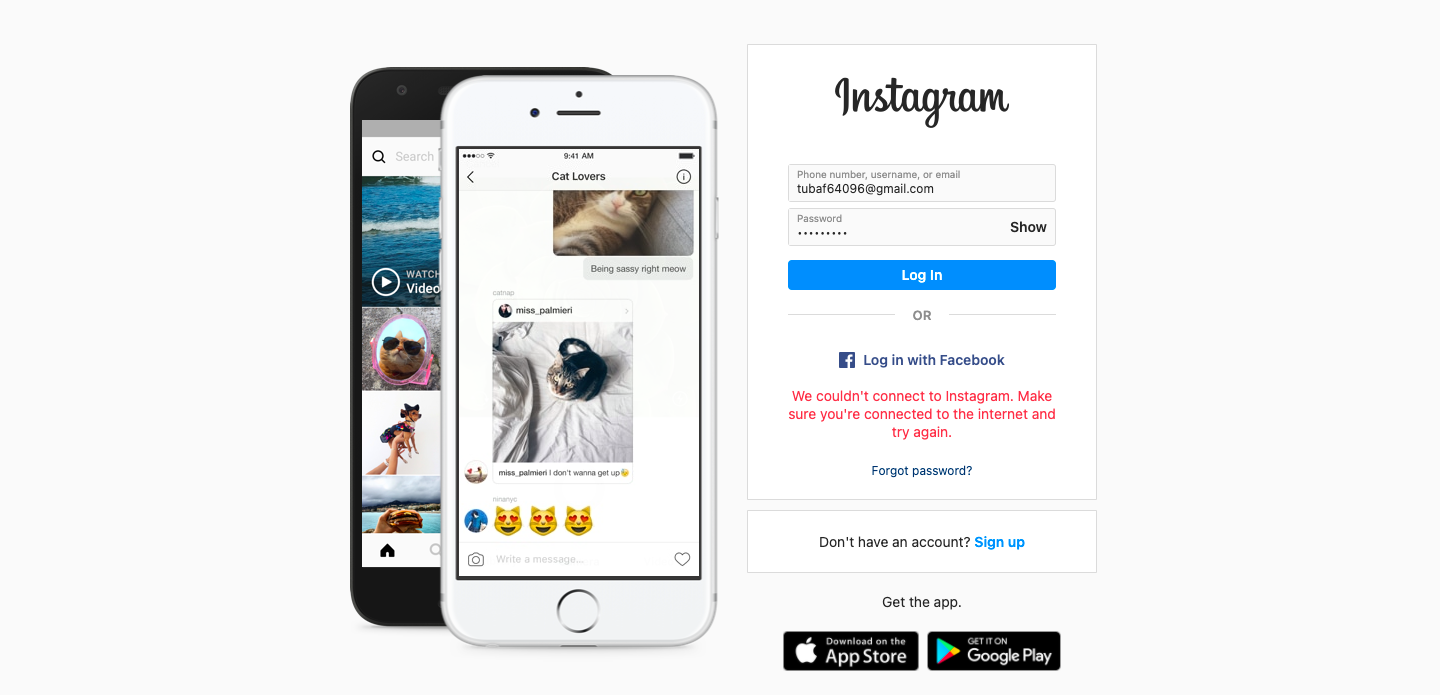 Search
WATCH
Video
9:41 AM
Cat Lovers
Being sassy right meow
catnap
miss_palmieri
miss_palmieri I don't wanna get up😪
ninanyc
😻 😻 😻
Write a message...
Instagram
Phone number, username, or email
tubaf64096@gmail.com
Password
•••••••••
Show
Log In
OR
Log in with Facebook
We couldn't connect to Instagram. Make
sure you're connected to the internet and
try again.
Forgot password?
Don't have an account? Sign up
Get the app.
Download on the
App Store
GET IT ON
Google Play